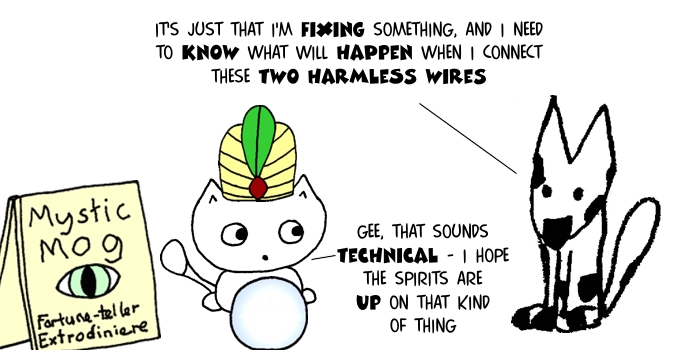 IT'S JUST THAT I'M FIXING SOMETHING, AND I NEED
TO KNOW WHAT WILL HAPPEN WHEN I CONNECT
THESE TWO HARMLESS WIRES
Mystic
MOG
Fortune-teller
Extrodiniere
GEE, THAT SOUNDS
TECHNICAL - I HOPE
THE SPIRITS ARE
UP ON THAT KIND
OF THING